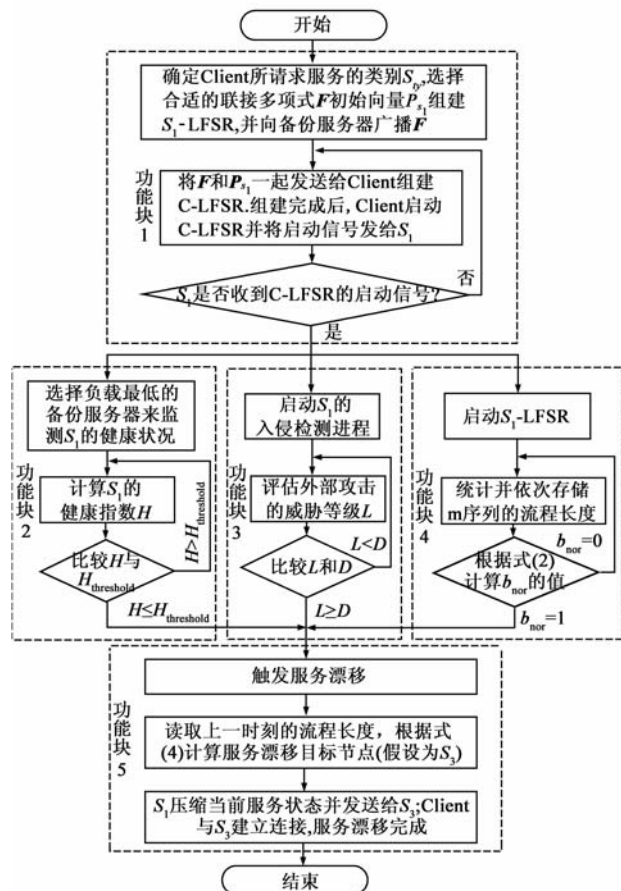 开始
确定Client所请求服务的类别S_ty,选择
合适的联接多项式F初始向量P_s1组建
S1-LFSR,并向备份服务器广播F
将F和P_s1一起发送给Client组建
C-LFSR.组建完成后, Client启动
C-LFSR并将启动信号发给S1
功能块1
S1是否收到C-LFSR的启动信号?
否
是
选择负载最低的
备份服务器来监
测S1的健康状况
计算S1的
健康指数H
功能块2
比较H与
H_threshold
H>H_threshold
H≤H_threshold
启动S1的
入侵检测进程
评估外部攻击
的威胁等级L
功能块3
比较L和D
L<D
L≥D
启动S1-LFSR
统计并依次存储
m序列的流程长度
功能块4
根据式(2)
计算b_nor的值
b_nor=0
b_nor=1
触发服务漂移
读取上一时刻的流程长度，根据式
(4)计算服务漂移目标节点(假设为S3)
功能块5
S1压缩当前服务状态并发送给S3;Client
与S3建立连接,服务漂移完成
结束